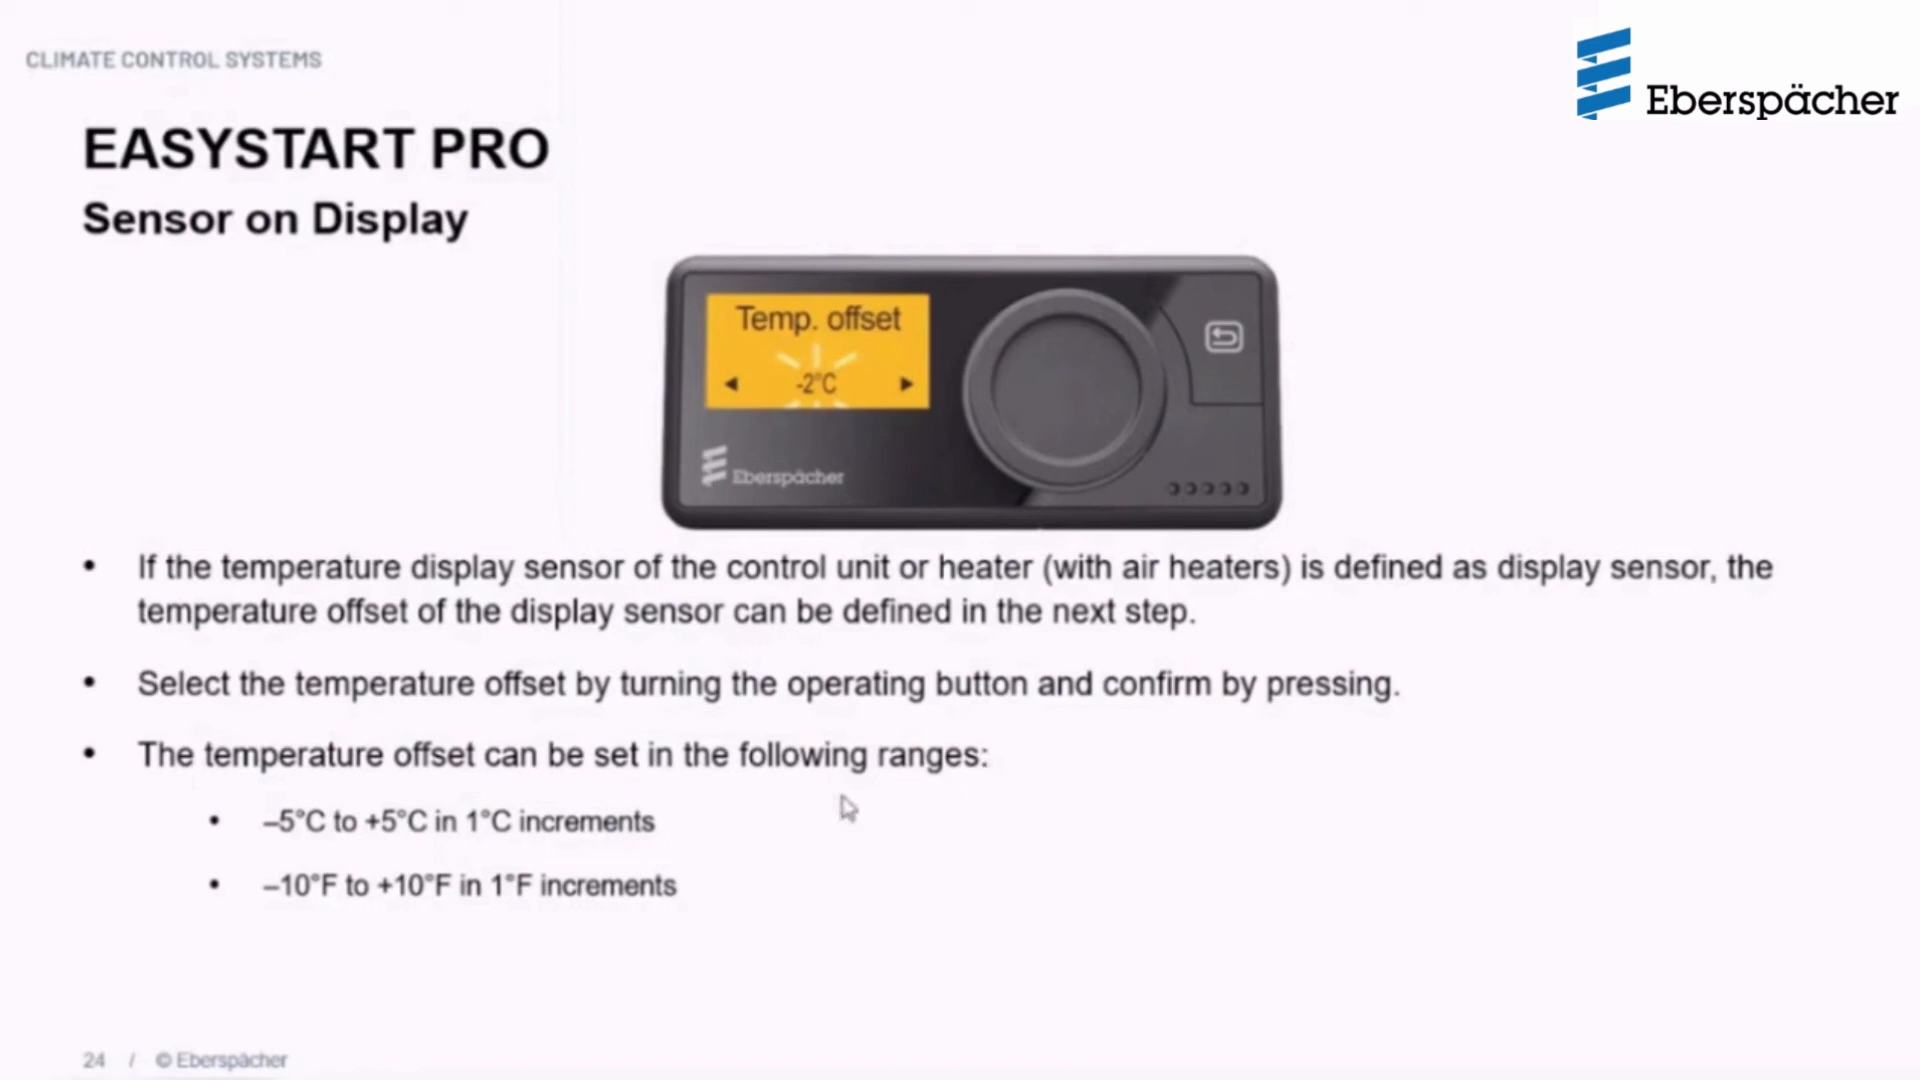 CLIMATE CONTROL SYSTEMS
Eberspächer
EASYSTART PRO
Sensor on Display
Temp. offset
-2°C
Eberspächer
• If the temperature display sensor of the control unit or heater (with air heaters) is defined as display sensor, the
temperature offset of the display sensor can be defined in the next step.
• Select the temperature offset by turning the operating button and confirm by pressing.
• The temperature offset can be set in the following ranges:
• –5°C to +5°C in 1°C increments
• –10°F to +10°F in 1°F increments
24 / © Eberspächer